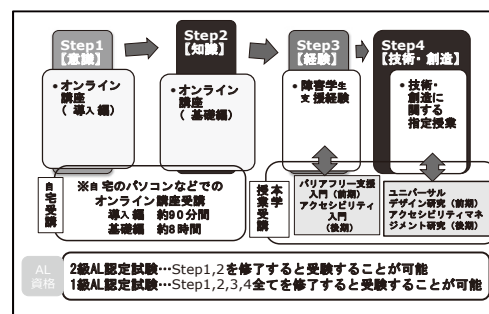 Step1
【意識】
Step2
【知識】
Step3
【経験】
Step4
【技術・創造】
•オンライン
講座
( 導入編)
•オンライン
講座
( 基礎編)
•障害学生
支援経験
•技術・
創造に
関する
指定授業
自宅受講
※自宅のパソコンなどでの
オンライン講座受講
導入編 約90分間
基礎編 約8時間
本学
授業受講
バリアフリー支援
入門（前期）
アクセシビリティ
入門
（後期）
ユニバーサル
デザイン研究（前期）
アクセシビリティマネ
ジメント研究（後期）
AL
資格
2級AL認定試験…Step1,2を修了すると受験することが可能
1級AL認定試験…Step1,2,3,4全てを修了すると受験することが可能